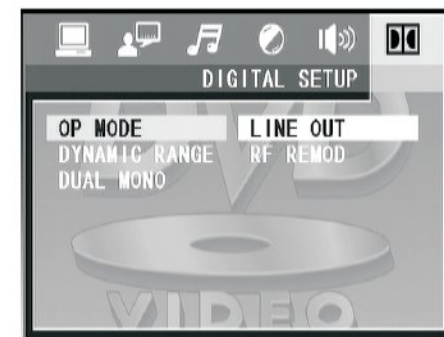 DIGITAL SETUP
OP MODE LINE OUT
DYNAMIC RANGE RF REMOD
DUAL MONO
DVD
VIDEO